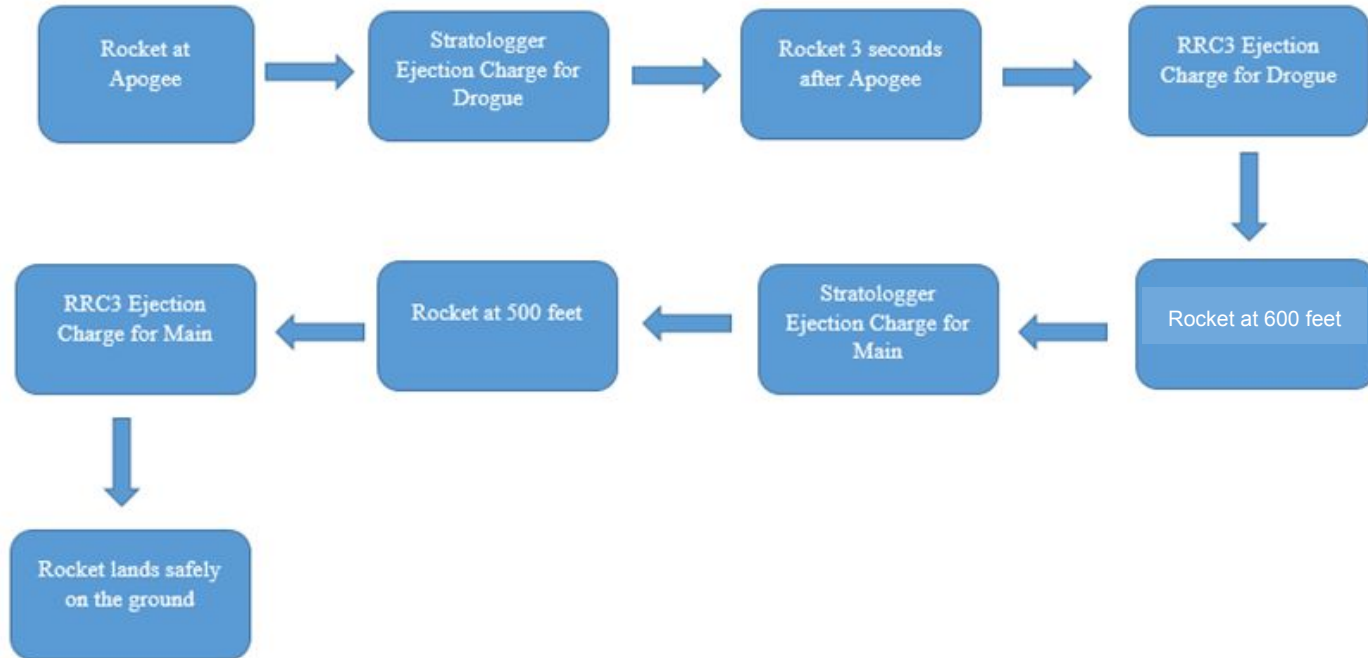 Rocket at
Apogee
Stratologger
Ejection Charge for
Drogue
Rocket 3 seconds
after Apogee
RRC3 Ejection
Charge for Drogue
Rocket at 600 feet
Stratologger
Ejection Charge for
Main
Rocket at 500 feet
RRC3 Ejection
Charge for Main
Rocket lands safely
on the ground